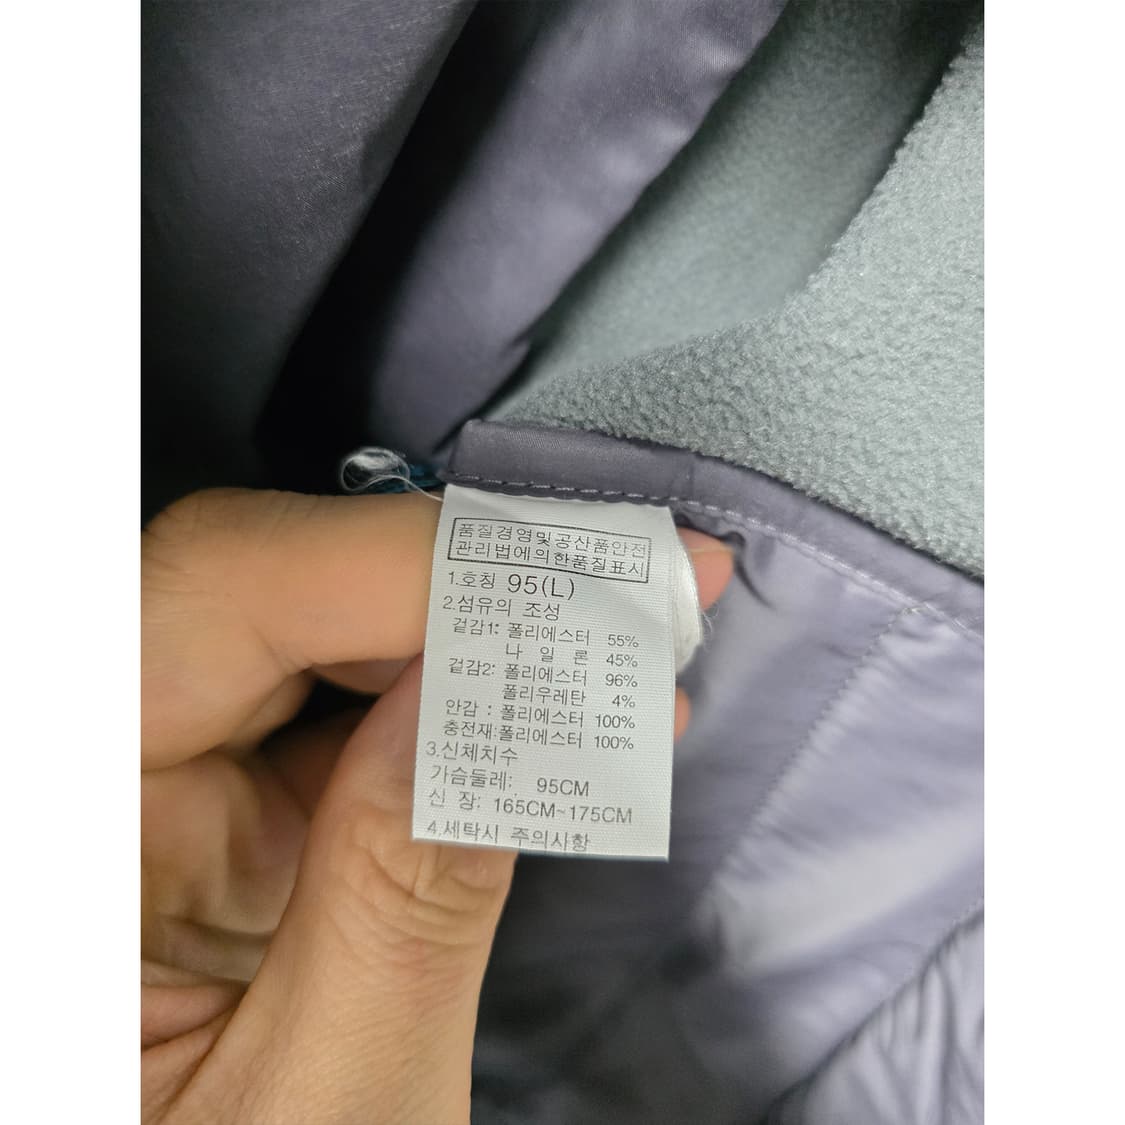 품질경영및공산품안전
관리법에의한품질표시
1.호칭 95(L)
2.섬유의 조성
겉감1: 폴리에스터 55%
나 일 론 45%
겉감2: 폴리에스터 96%
폴리우레탄 4%
안감 : 폴리에스터 100%
충전재:폴리에스터 100%
3.신체치수
가슴둘레: 95CM
신 장: 165CM~175CM
4.세탁시 주의사항